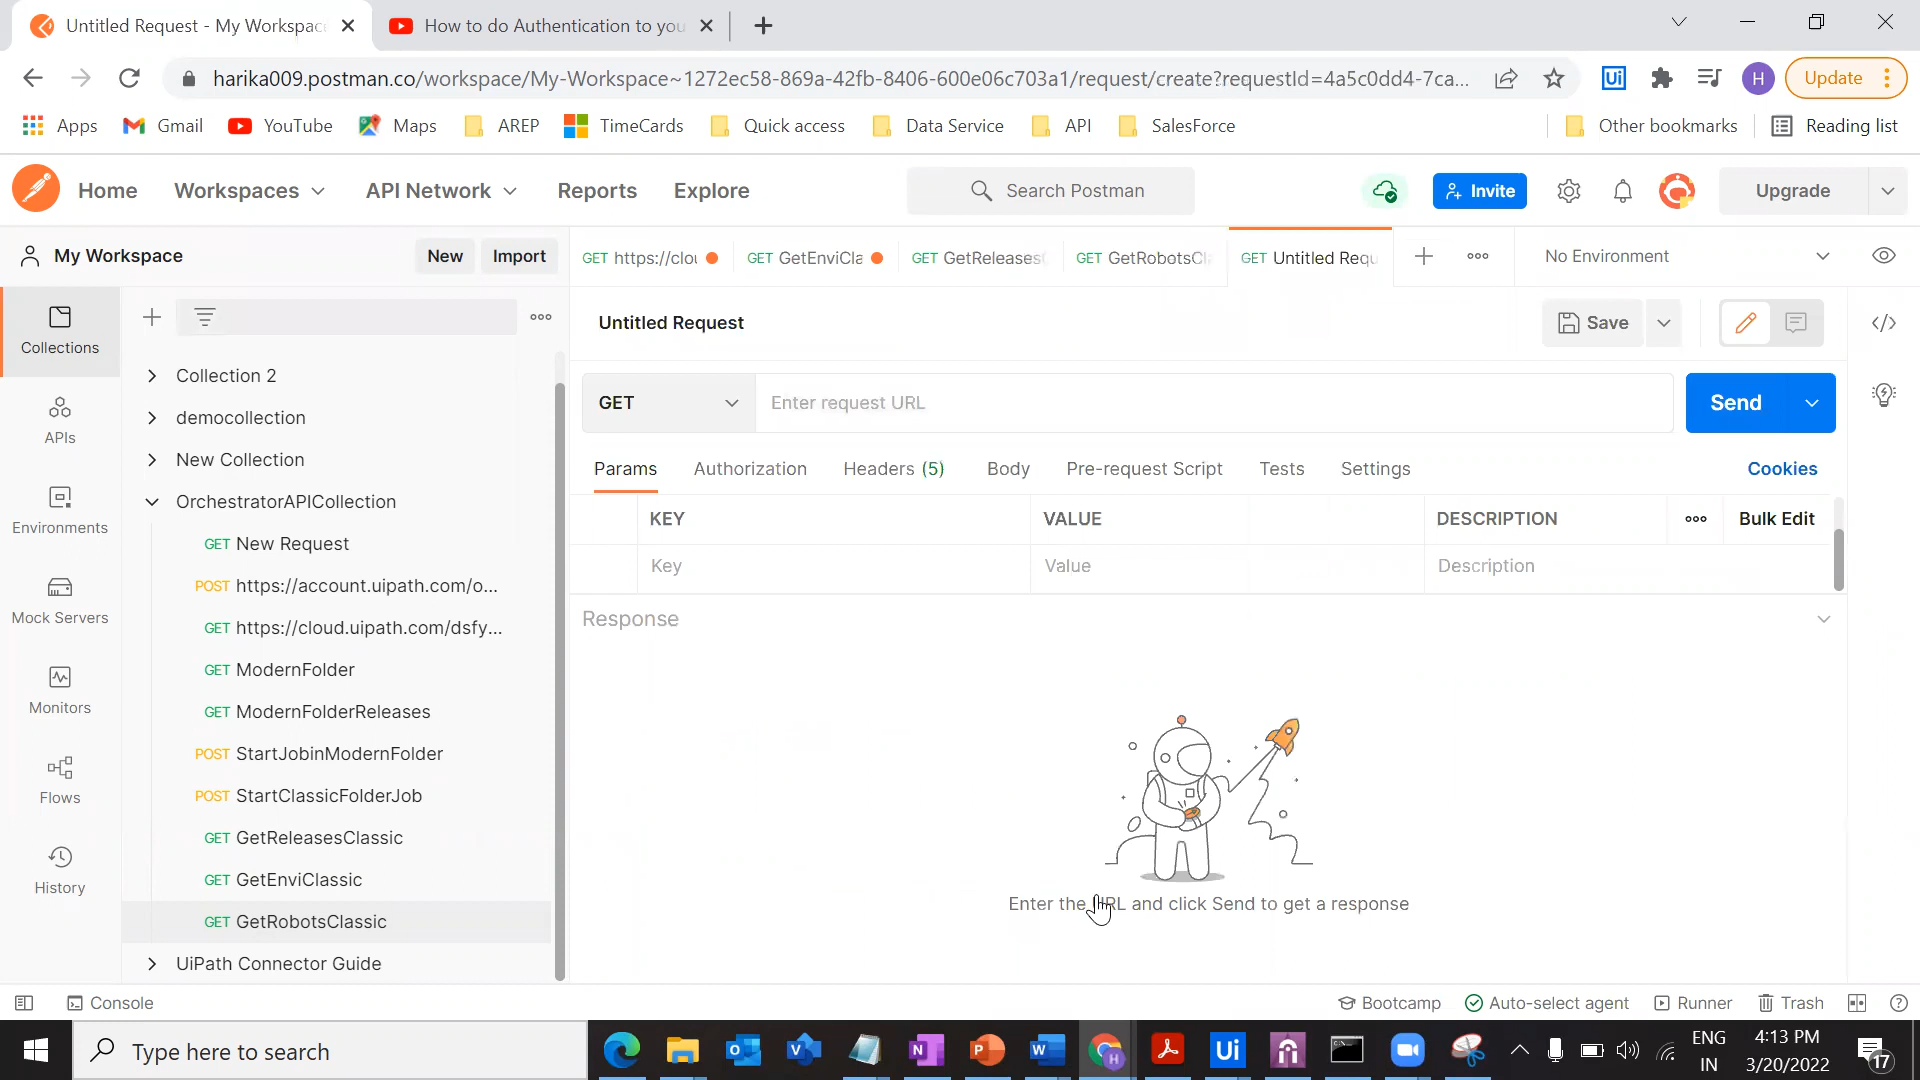 Untitled Request - My Workspac
How to do Authentication to you
harika009.postman.co/workspace/My-Workspace~1272ec58-869a-42fb-8406-600e06c703a1/request/create?requestId=4a5c0dd4-7ca...
Ui
H
Update
Apps
Gmail
YouTube
Maps
AREP
TimeCards
Quick access
Data Service
API
SalesForce
Other bookmarks
Reading list
Home
Workspaces
API Network
Reports
Explore
Search Postman
Invite
Upgrade
My Workspace
New
Import
GET https://clou
GET GetEnviCla
GET GetReleases
GET GetRobotsCla
GET Untitled Requ
No Environment
Collections
APIs
Environments
Mock Servers
Monitors
Flows
History
Collection 2
democollection
New Collection
OrchestratorAPICollection
GET New Request
POST https://account.uipath.com/o...
GET https://cloud.uipath.com/dsfy...
GET ModernFolder
GET ModernFolderReleases
POST StartJobinModernFolder
POST StartClassicFolderJob
GET GetReleasesClassic
GET GetEnviClassic
GET GetRobotsClassic
UiPath Connector Guide
Untitled Request
Save
GET
Enter request URL
Send
Params
Authorization
Headers (5)
Body
Pre-request Script
Tests
Settings
Cookies
KEY
VALUE
DESCRIPTION
Bulk Edit
Key
Value
Description
Response
Enter the URL and click Send to get a response
Console
Bootcamp
Auto-select agent
Runner
Trash
Type here to search
Ui
ENG
IN
4:13 PM
3/20/2022
17